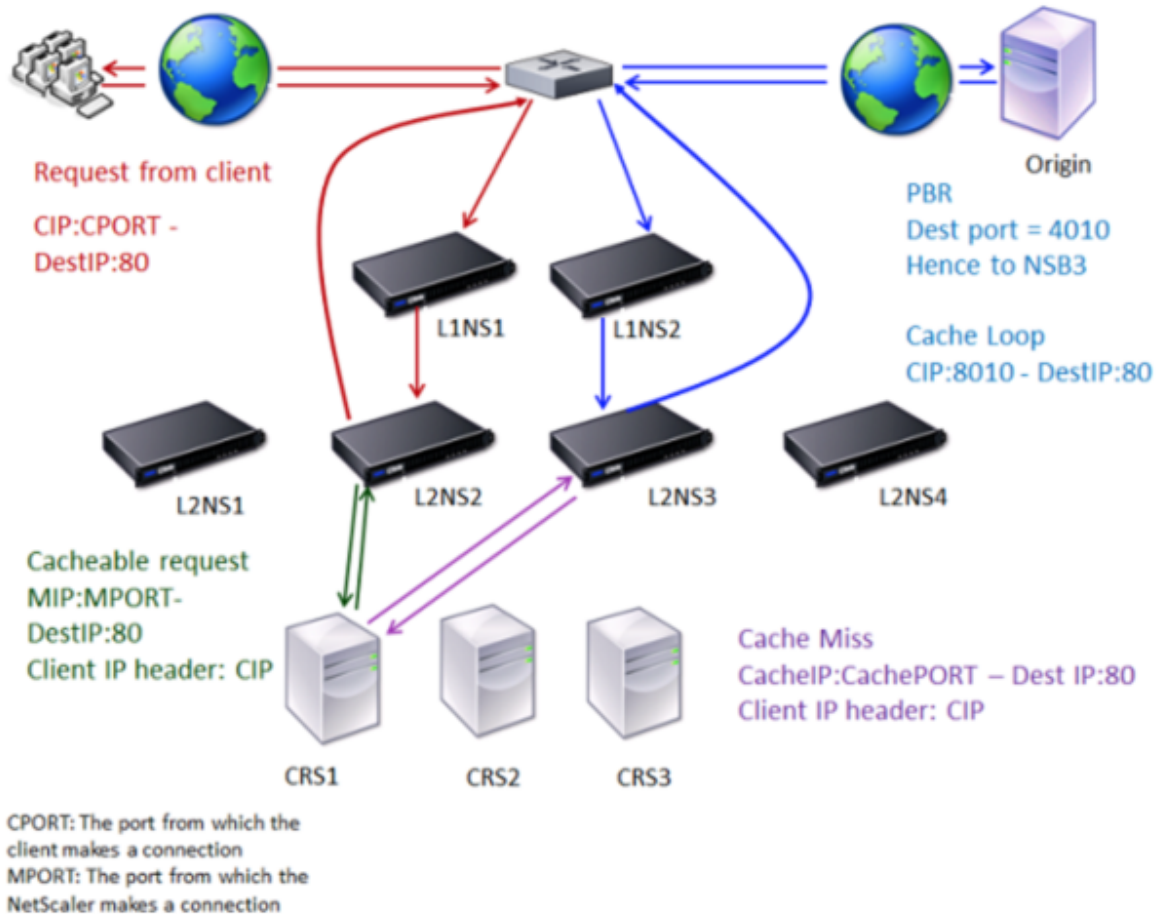 Origin
Request from client
CIP:CPORT -
DestIP:80
PBR
Dest port = 4010
Hence to NSB3
L1NS1
L1NS2
Cache Loop
CIP:8010 - DestIP:80
L2NS1
L2NS2
L2NS3
L2NS4
Cacheable request
MIP:MPORT-
DestIP:80
Client IP header: CIP
Cache Miss
CacheIP:CachePORT – Dest IP:80
Client IP header: CIP
CRS1
CRS2
CRS3
CPORT: The port from which the
client makes a connection
MPORT: The port from which the
NetScaler makes a connection